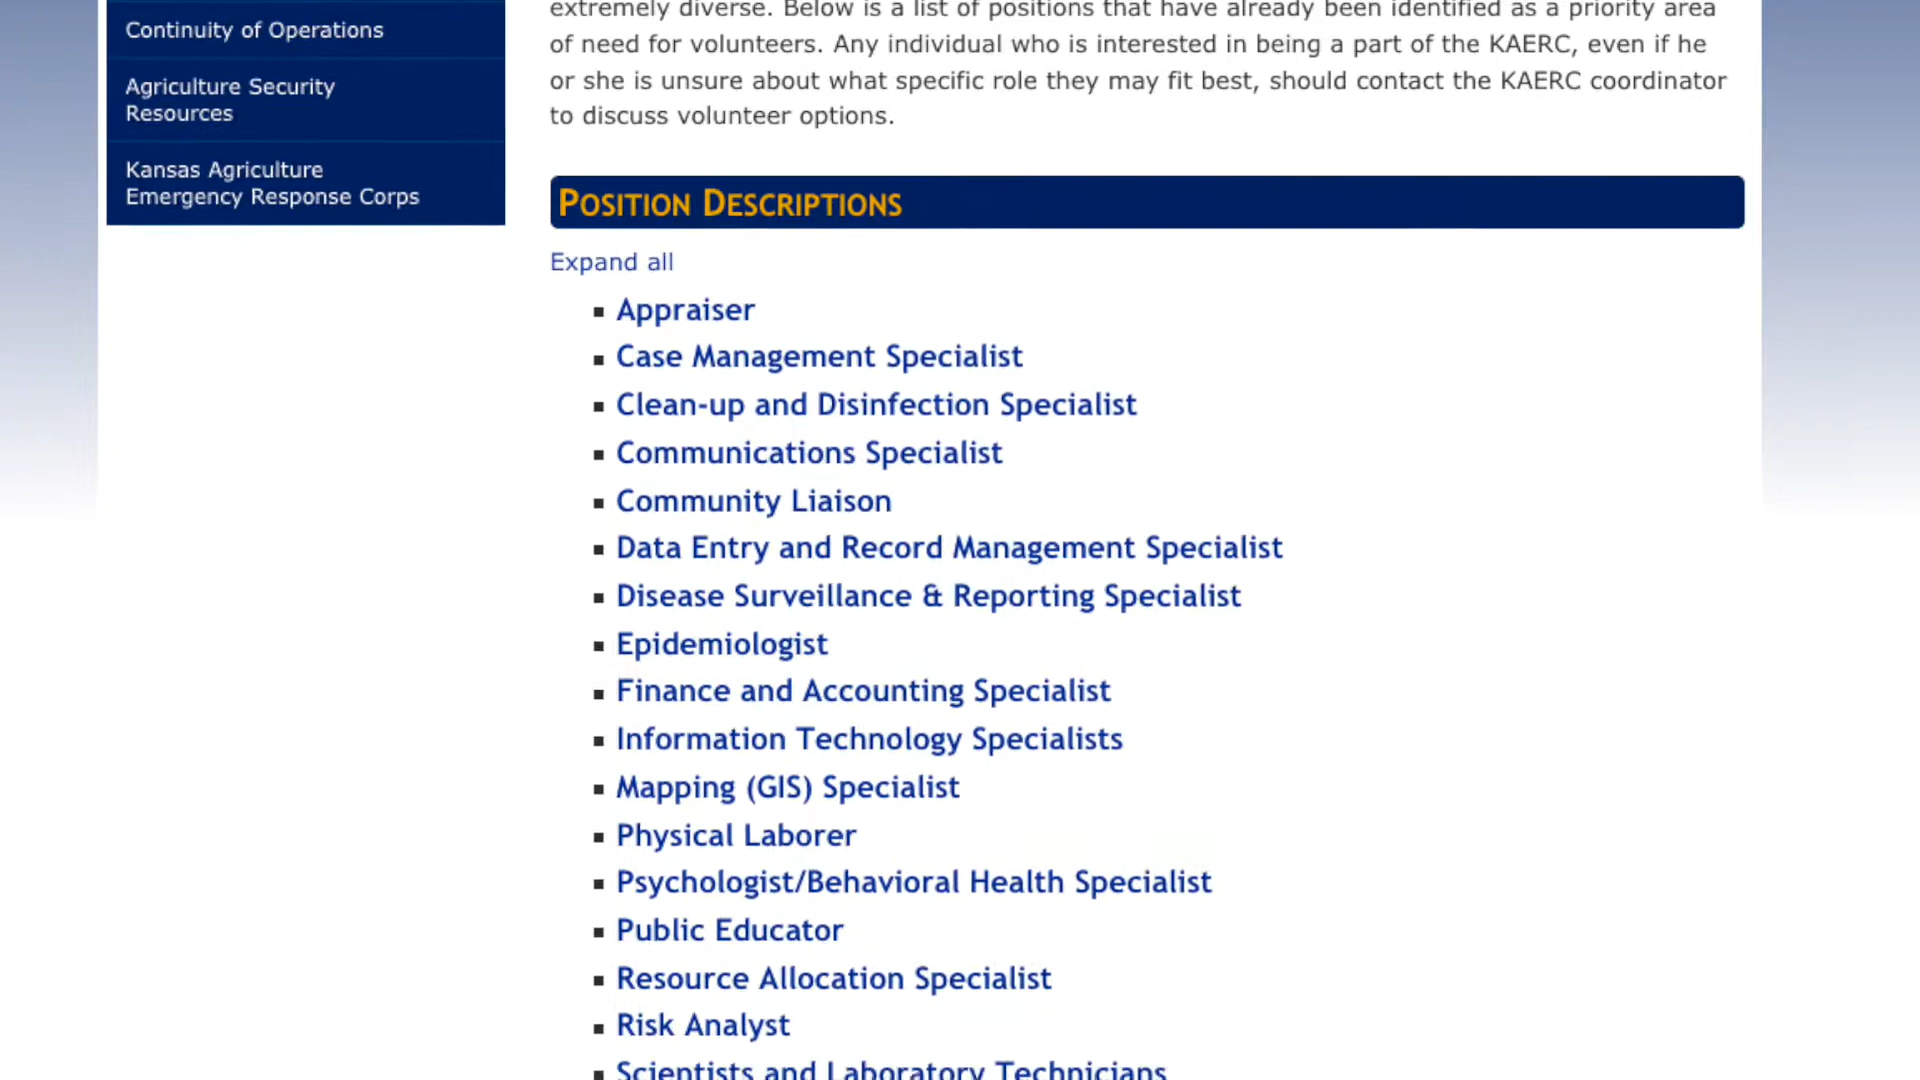 Continuity of Operations
Agriculture Security
Resources
Kansas Agriculture
Emergency Response Corps
extremely diverse. Below is a list of positions that have already been identified as a priority area
of need for volunteers. Any individual who is interested in being a part of the KAERC, even if he
or she is unsure about what specific role they may fit best, should contact the KAERC coordinator
to discuss volunteer options.
POSITION DESCRIPTIONS
Expand all
Appraiser
Case Management Specialist
Clean-up and Disinfection Specialist
Communications Specialist
Community Liaison
Data Entry and Record Management Specialist
Disease Surveillance & Reporting Specialist
Epidemiologist
Finance and Accounting Specialist
Information Technology Specialists
Mapping (GIS) Specialist
Physical Laborer
Psychologist/Behavioral Health Specialist
Public Educator
Resource Allocation Specialist
Risk Analyst
Scientists and Laboratory Technicians